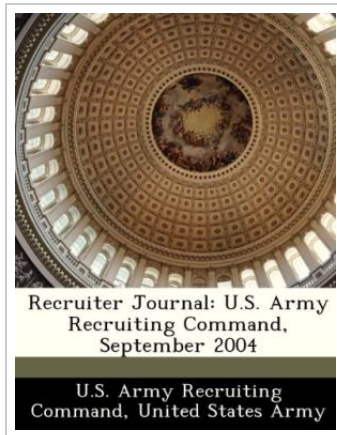 Recruiter Journal: U.S. Army
Recruiting Command,
September 2004
U.S. Army Recruiting
Command, United States Army